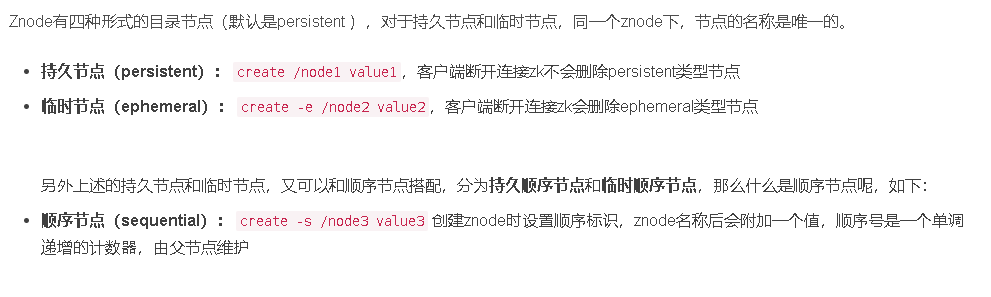 Znode有四种形式的目录节点（默认是persistent ），对于持久节点和临时节点，同一个znode下，节点的名称是唯一的。
• 持久节点（persistent）： create /node1 value1，客户端断开连接zk不会删除persistent类型节点
• 临时节点（ephemeral）： create -e /node2 value2，客户端断开连接zk会删除ephemeral类型节点
另外上述的持久节点和临时节点，又可以和顺序节点搭配，分为持久顺序节点和临时顺序节点，那么什么是顺序节点呢，如下：
• 顺序节点（sequential）： create -s /node3 value3 创建znode时设置顺序标识，znode名称后会附加一个值，顺序号是一个单调
递增的计数器，由父节点维护